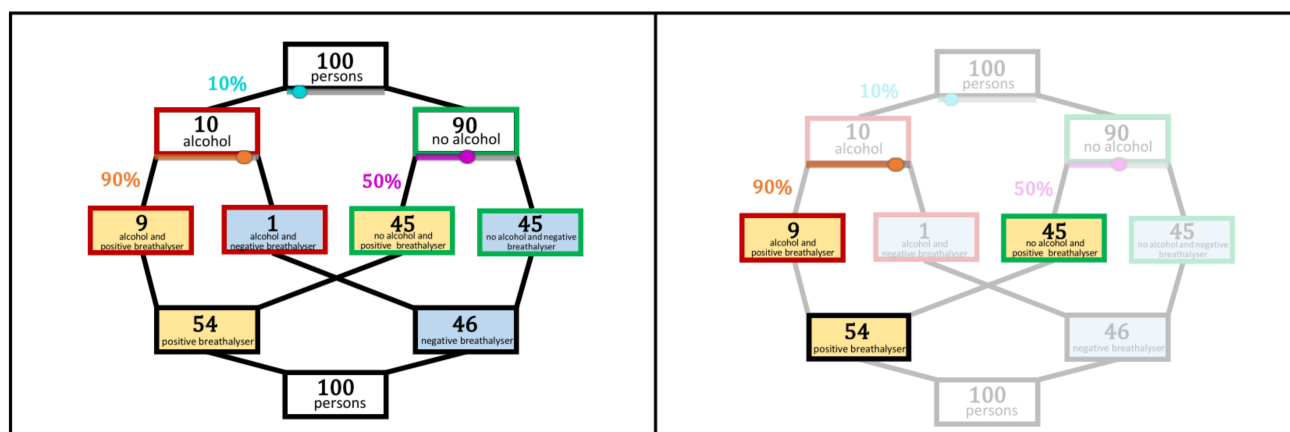 100
persons
10%
10
alcohol
90
no alcohol
90%
50%
9
alcohol and
positive breathalyser
1
alcohol and
negative breathalyser
45
no alcohol and
positive breathalyser
45
no alcohol and negative
breathalyser
54
positive breathalyser
46
negative breathalyser
100
persons
100
persons
10%
10
alcohol
90
no alcohol
90%
50%
9
alcohol and
positive breathalyser
1
alcohol and
negative breathalyser
45
no alcohol and
positive breathalyser
45
no alcohol and negative
breathalyser
54
positive breathalyser
46
negative breathalyser
100
persons